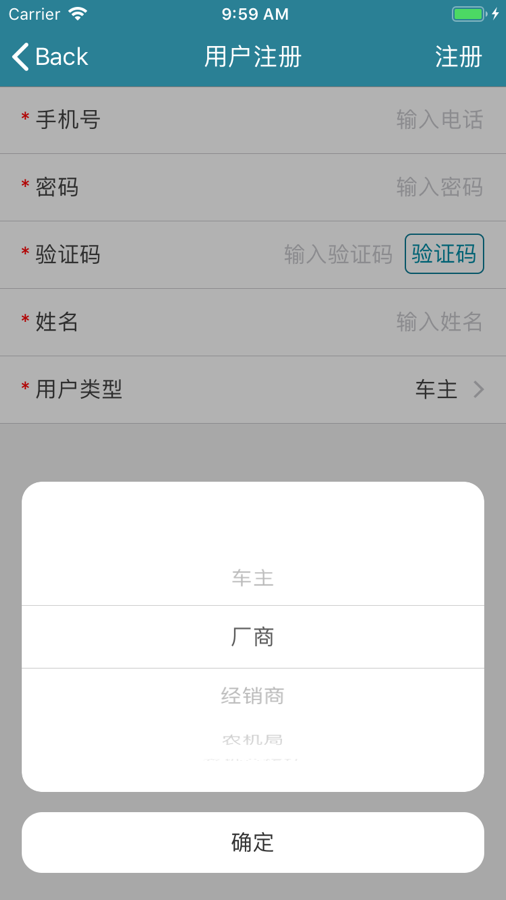 Carrier 9:59 AM
Back 用户注册 注册
* 手机号 输入电话
* 密码 输入密码
* 验证码 输入验证码 验证码
* 姓名 输入姓名
* 用户类型 车主
车主
厂商
经销商
农机局
确定